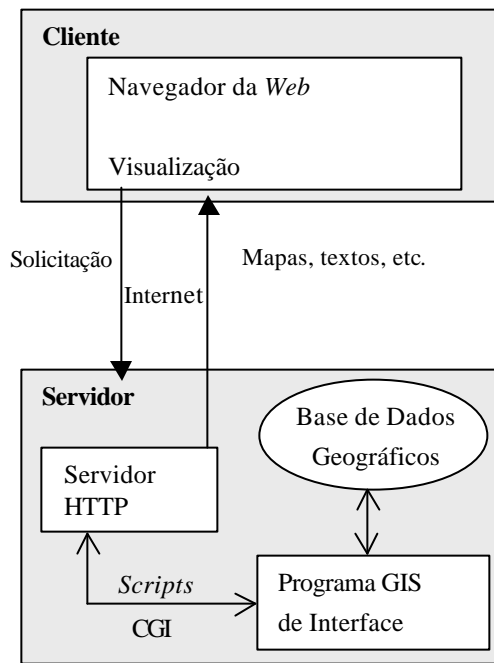 Cliente
Navegador da Web
Visualização
Solicitação
Internet
Mapas, textos, etc.
Servidor
Base de Dados
Geográficos
Servidor
HTTP
Scripts
CGI
Programa GIS
de Interface